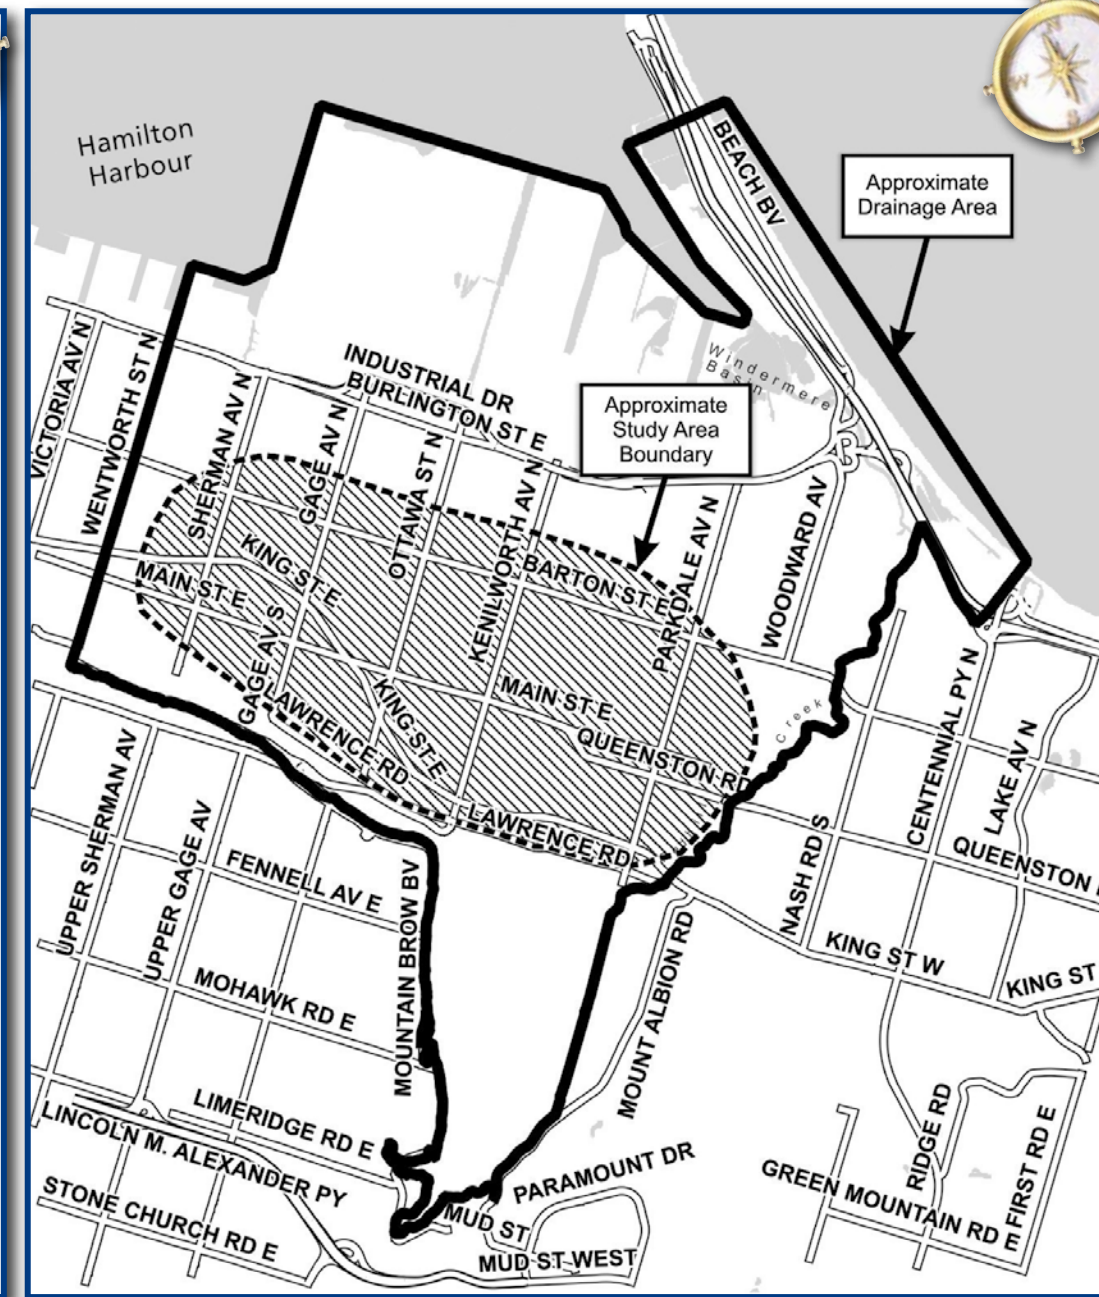 N
W
S
Hamilton
Harbour
BEACH BV
Approximate
Drainage Area
Windermere
Basin
INDUSTRIAL DR
BURLINGTON ST E
Approximate
Study Area
Boundary
VICTORIA AV N
WENTWORTH ST N
SHERMAN AV N
GAGE AV N
OTTAWA ST N
KENILWORTH AV N
PARKDALE AV N
WOODWARD AV
KING ST E
MAIN ST E
BARTON ST E
GAGE AV S
LAWRENCE RD
KING ST E
MAIN ST E
QUEENSTON RD
Creek
CENTENNIAL PY N
LAKE AV N
NASH RD S
QUEENSTON
LAWRENCE RD
UPPER SHERMAN AV
UPPER GAGE AV
FENNELL AV E
MOUNTAIN BROW BV
MOHAWK RD E
MOUNT ALBION RD
KING ST W
KING ST
LIMERIDGE RD E
LINCOLN M. ALEXANDER PY
STONE CHURCH RD E
PARAMOUNT DR
MUD ST
MUD ST WEST
RIDGE RD
FIRST RD E
GREEN MOUNTAIN RD E